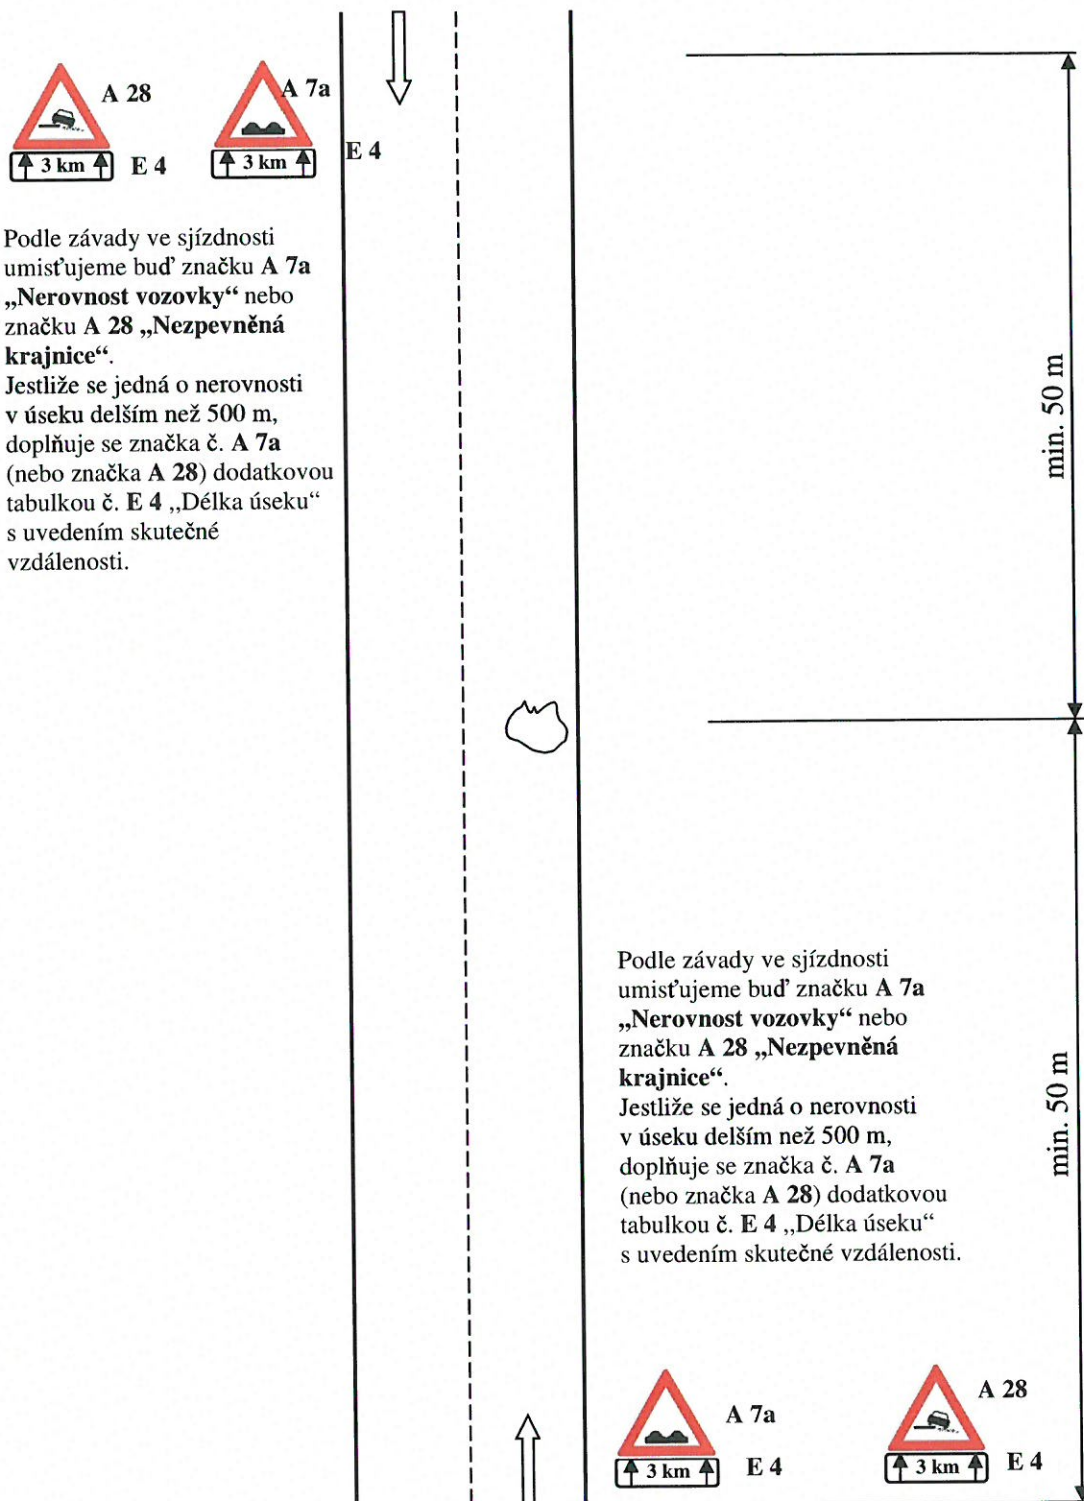 A 28
A 7a
3 km
E 4
3 km
E 4
Podle závady ve sjízdnosti
umisťujeme buď značku A 7a
„Nerovnost vozovky“ nebo
značku A 28 „Nezpevněná
krajnice“.
Jestliže se jedná o nerovnosti
v úseku delším než 500 m,
doplňuje se značka č. A 7a
(nebo značka A 28) dodatkovou
tabulkou č. E 4 „Délka úseku“
s uvedením skutečné
vzdálenosti.
min. 50 m
Podle závady ve sjízdnosti
umisťujeme buď značku A 7a
„Nerovnost vozovky“ nebo
značku A 28 „Nezpevněná
krajnice“.
Jestliže se jedná o nerovnosti
v úseku delším než 500 m,
doplňuje se značka č. A 7a
(nebo značka A 28) dodatkovou
tabulkou č. E 4 „Délka úseku“
s uvedením skutečné vzdálenosti.
min. 50 m
A 7a
A 28
3 km
E 4
3 km
E 4